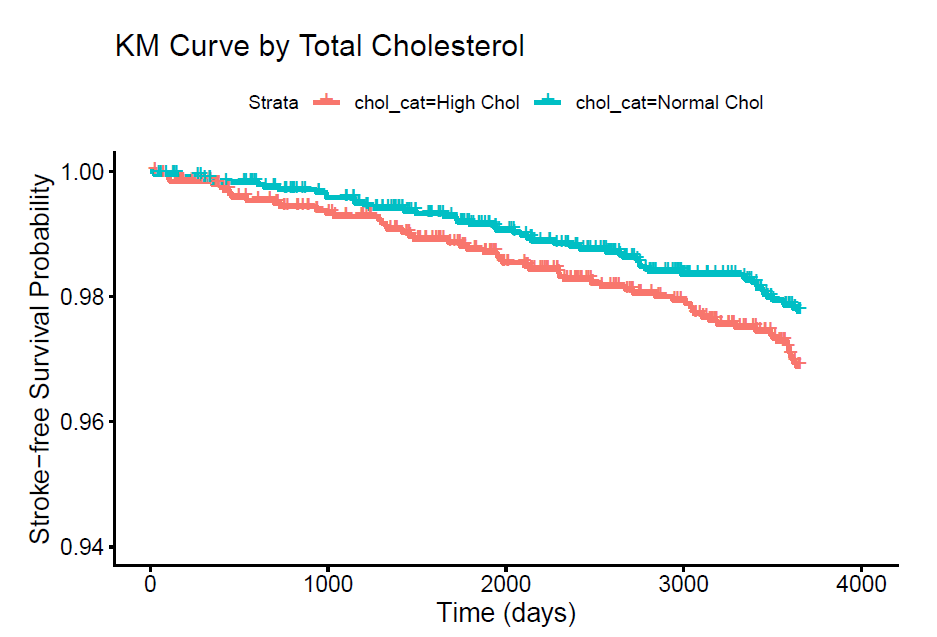 KM Curve by Total Cholesterol
Strata chol_cat=High Chol chol_cat=Normal Chol
Stroke−free Survival Probability
1.00
0.98
0.96
0.94
0 1000 2000 3000 4000
Time (days)